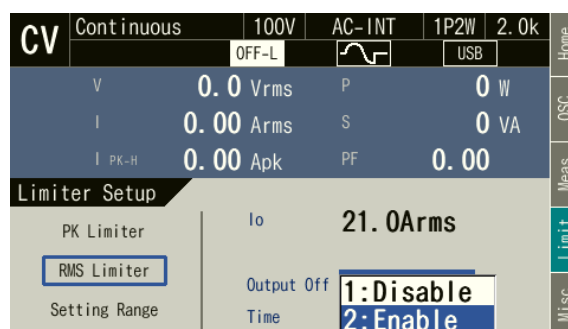 CV Continuous 100V AC-INT 1P2W 2.0k
OFF-L USB
V 0.0 Vrms P 0 W
I 0.00 Arms S 0 VA
I PK-H 0.00 Apk PF 0.00
Limiter Setup
PK Limiter Io 21.0Arms
RMS Limiter
Output Off 1:Disable
Setting Range Time 2:Enable
Home
OSC
Meas
Limit
Misc